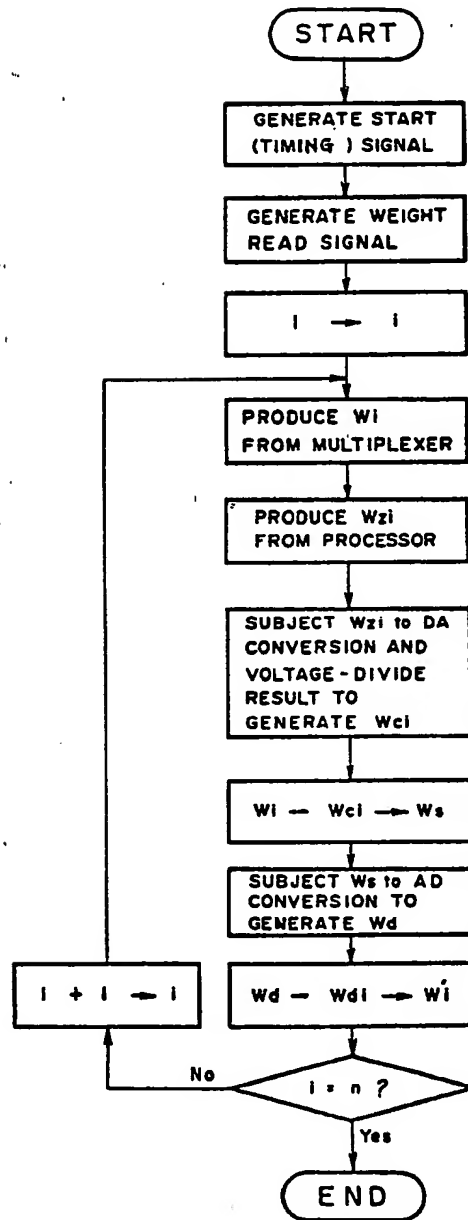 START
GENERATE START
(TIMING ) SIGNAL
GENERATE WEIGHT
READ SIGNAL
I → i
PRODUCE Wi
FROM MULTIPLEXER
PRODUCE Wzi
FROM PROCESSOR
SUBJECT Wzi to DA
CONVERSION AND
VOLTAGE-DIVIDE
RESULT TO
GENERATE Wci
Wi - Wci → Ws
SUBJECT Ws to AD
CONVERSION TO
GENERATE Wd
i + I → i
Wd - Wdi → Wi'
No
i = n ?
Yes
END